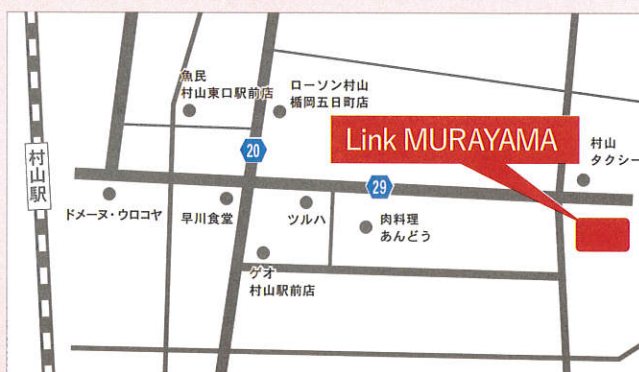 魚民
村山東口駅前店
ローソン村山
楯岡五日町店
Link MURAYAMA
20
村山
タクシー
村山駅
29
ドメーヌ・ウロコヤ
早川食堂
ツルハ
肉料理
あんどう
ゲオ
村山駅前店